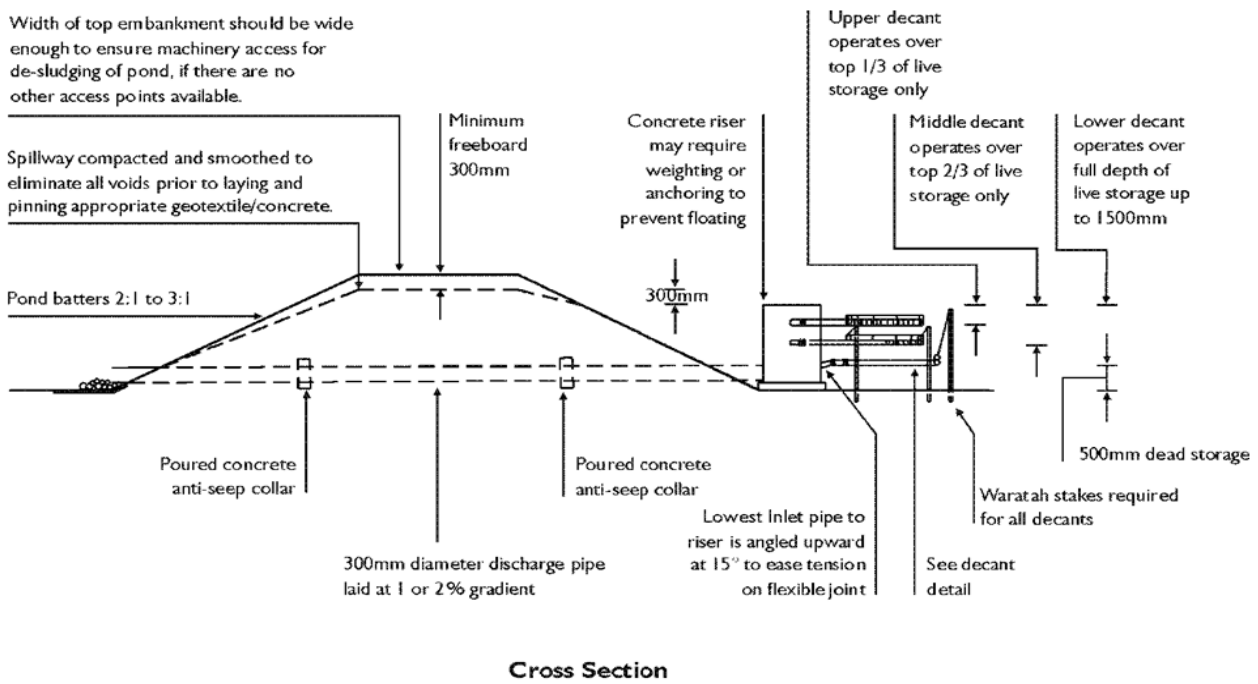 Width of top embankment should be wide
enough to ensure machinery access for
de-sludging of pond, if there are no
other access points available.
Spillway compacted and smoothed to
eliminate all voids prior to laying and
pinning appropriate geotextile/concrete.
Pond batters 2:1 to 3:1
Minimum
freeboard
300mm
Concrete riser
may require
weighting or
anchoring to
prevent floating
Upper decant
operates over
top 1/3 of live
storage only
Middle decant
operates over
top 2/3 of live
storage only
Lower decant
operates over
full depth of
live storage up
to 1500mm
300mm
Poured concrete
anti-seep collar
Poured concrete
anti-seep collar
300mm diameter discharge pipe
laid at 1 or 2% gradient
Lowest Inlet pipe to
riser is angled upward
at 15° to ease tension
on flexible joint
See decant
detail
Waratah stakes required
for all decants
500mm dead storage
Cross Section